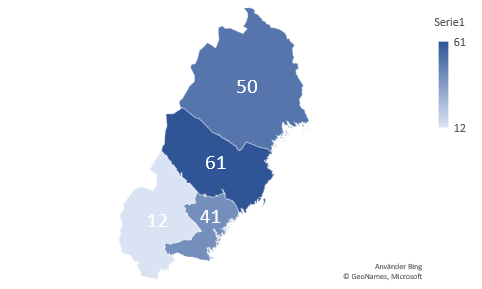 Serie1
61
12
50
61
12
41
Använder Bing
© GeoNames, Microsoft